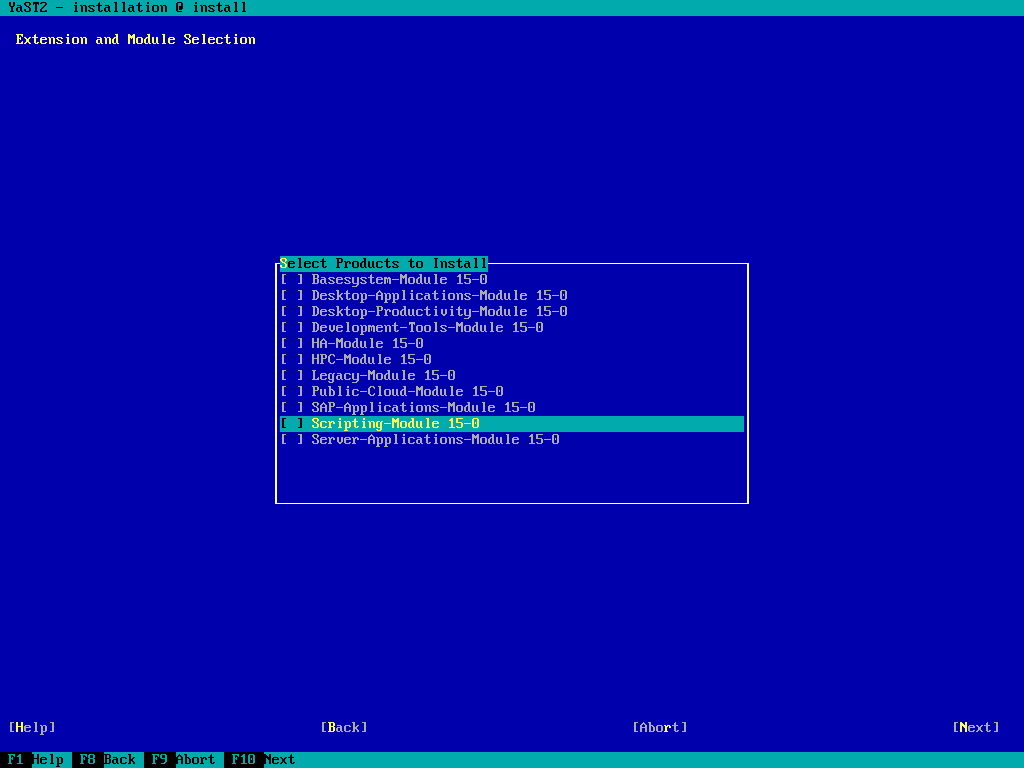 YaST2 - installation @ install
Extension and Module Selection
Select Products to Install
[ ] Basesystem-Module 15-0
[ ] Desktop-Applications-Module 15-0
[ ] Desktop-Productivity-Module 15-0
[ ] Development-Tools-Module 15-0
[ ] HA-Module 15-0
[ ] HPC-Module 15-0
[ ] Legacy-Module 15-0
[ ] Public-Cloud-Module 15-0
[ ] SAP-Applications-Module 15-0
[ ] Scripting-Module 15-0
[ ] Server-Applications-Module 15-0
[Help] [Back] [Abort] [Next]
F1 Help F8 Back F9 Abort F10 Next